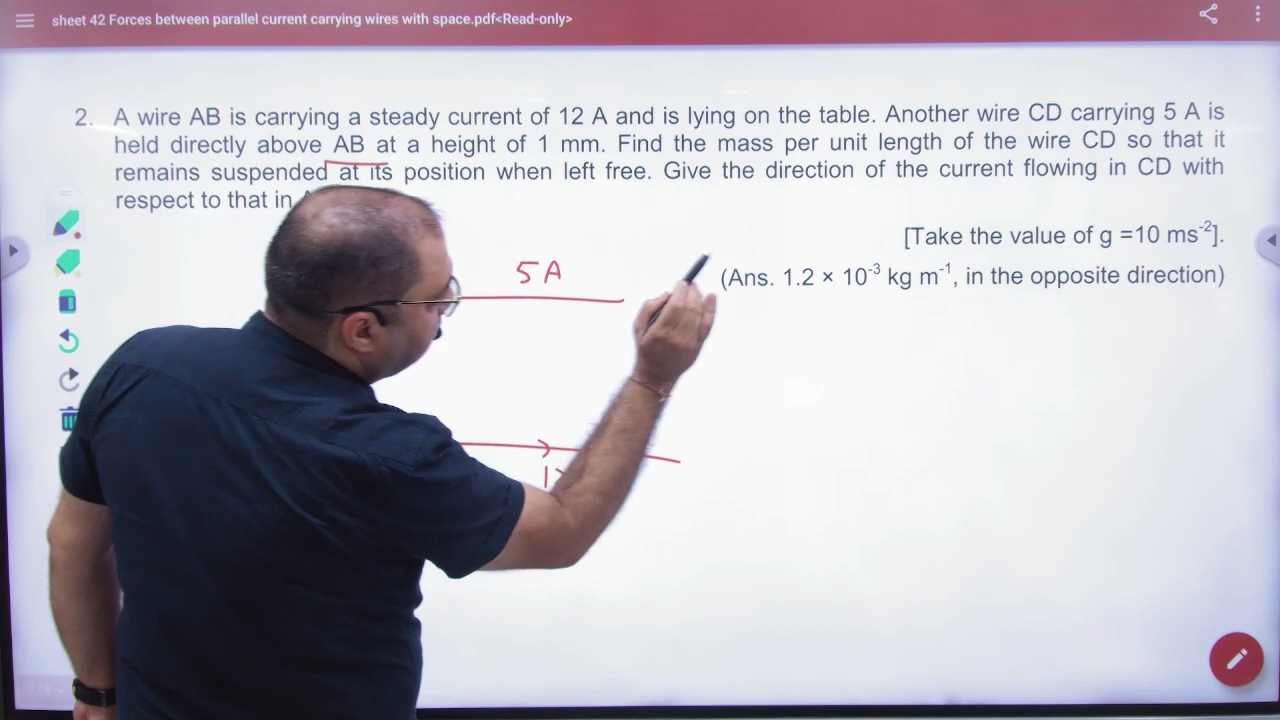 sheet 42 Forces between parallel current carrying wires with space.pdf<Read-only>
2. A wire AB is carrying a steady current of 12 A and is lying on the table. Another wire CD carrying 5 A is
held directly above AB at a height of 1 mm. Find the mass per unit length of the wire CD so that it
remains suspended at its position when left free. Give the direction of the current flowing in CD with
respect to that in
[Take the value of g =10 ms⁻²].
(Ans. 1.2 × 10⁻³ kg m⁻¹, in the opposite direction)
5 A